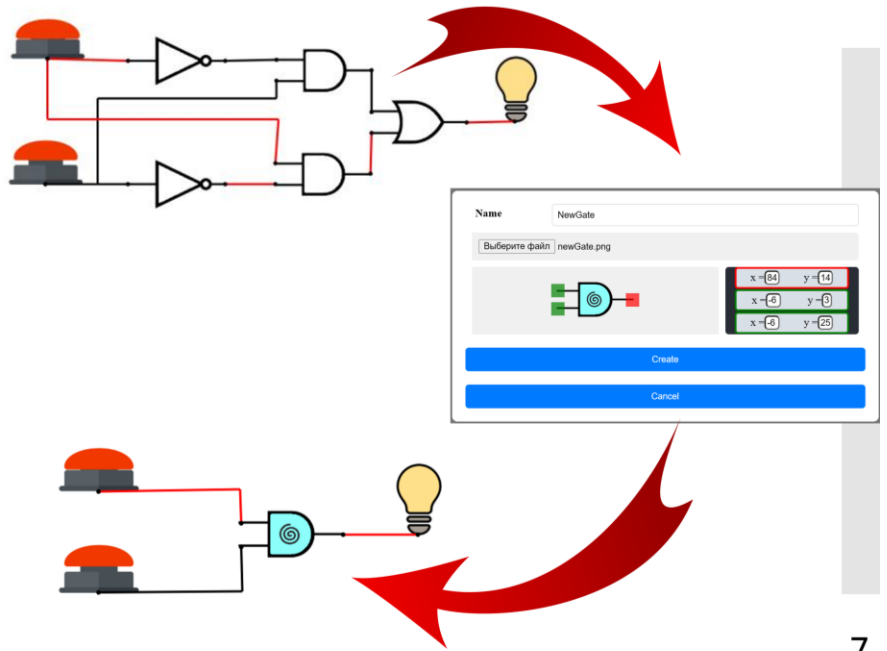 Name NewGate
Выберите файл newGate.png
x =84 y =14
x =-6 y =3
x =-6 y =25
Create
Cancel
7